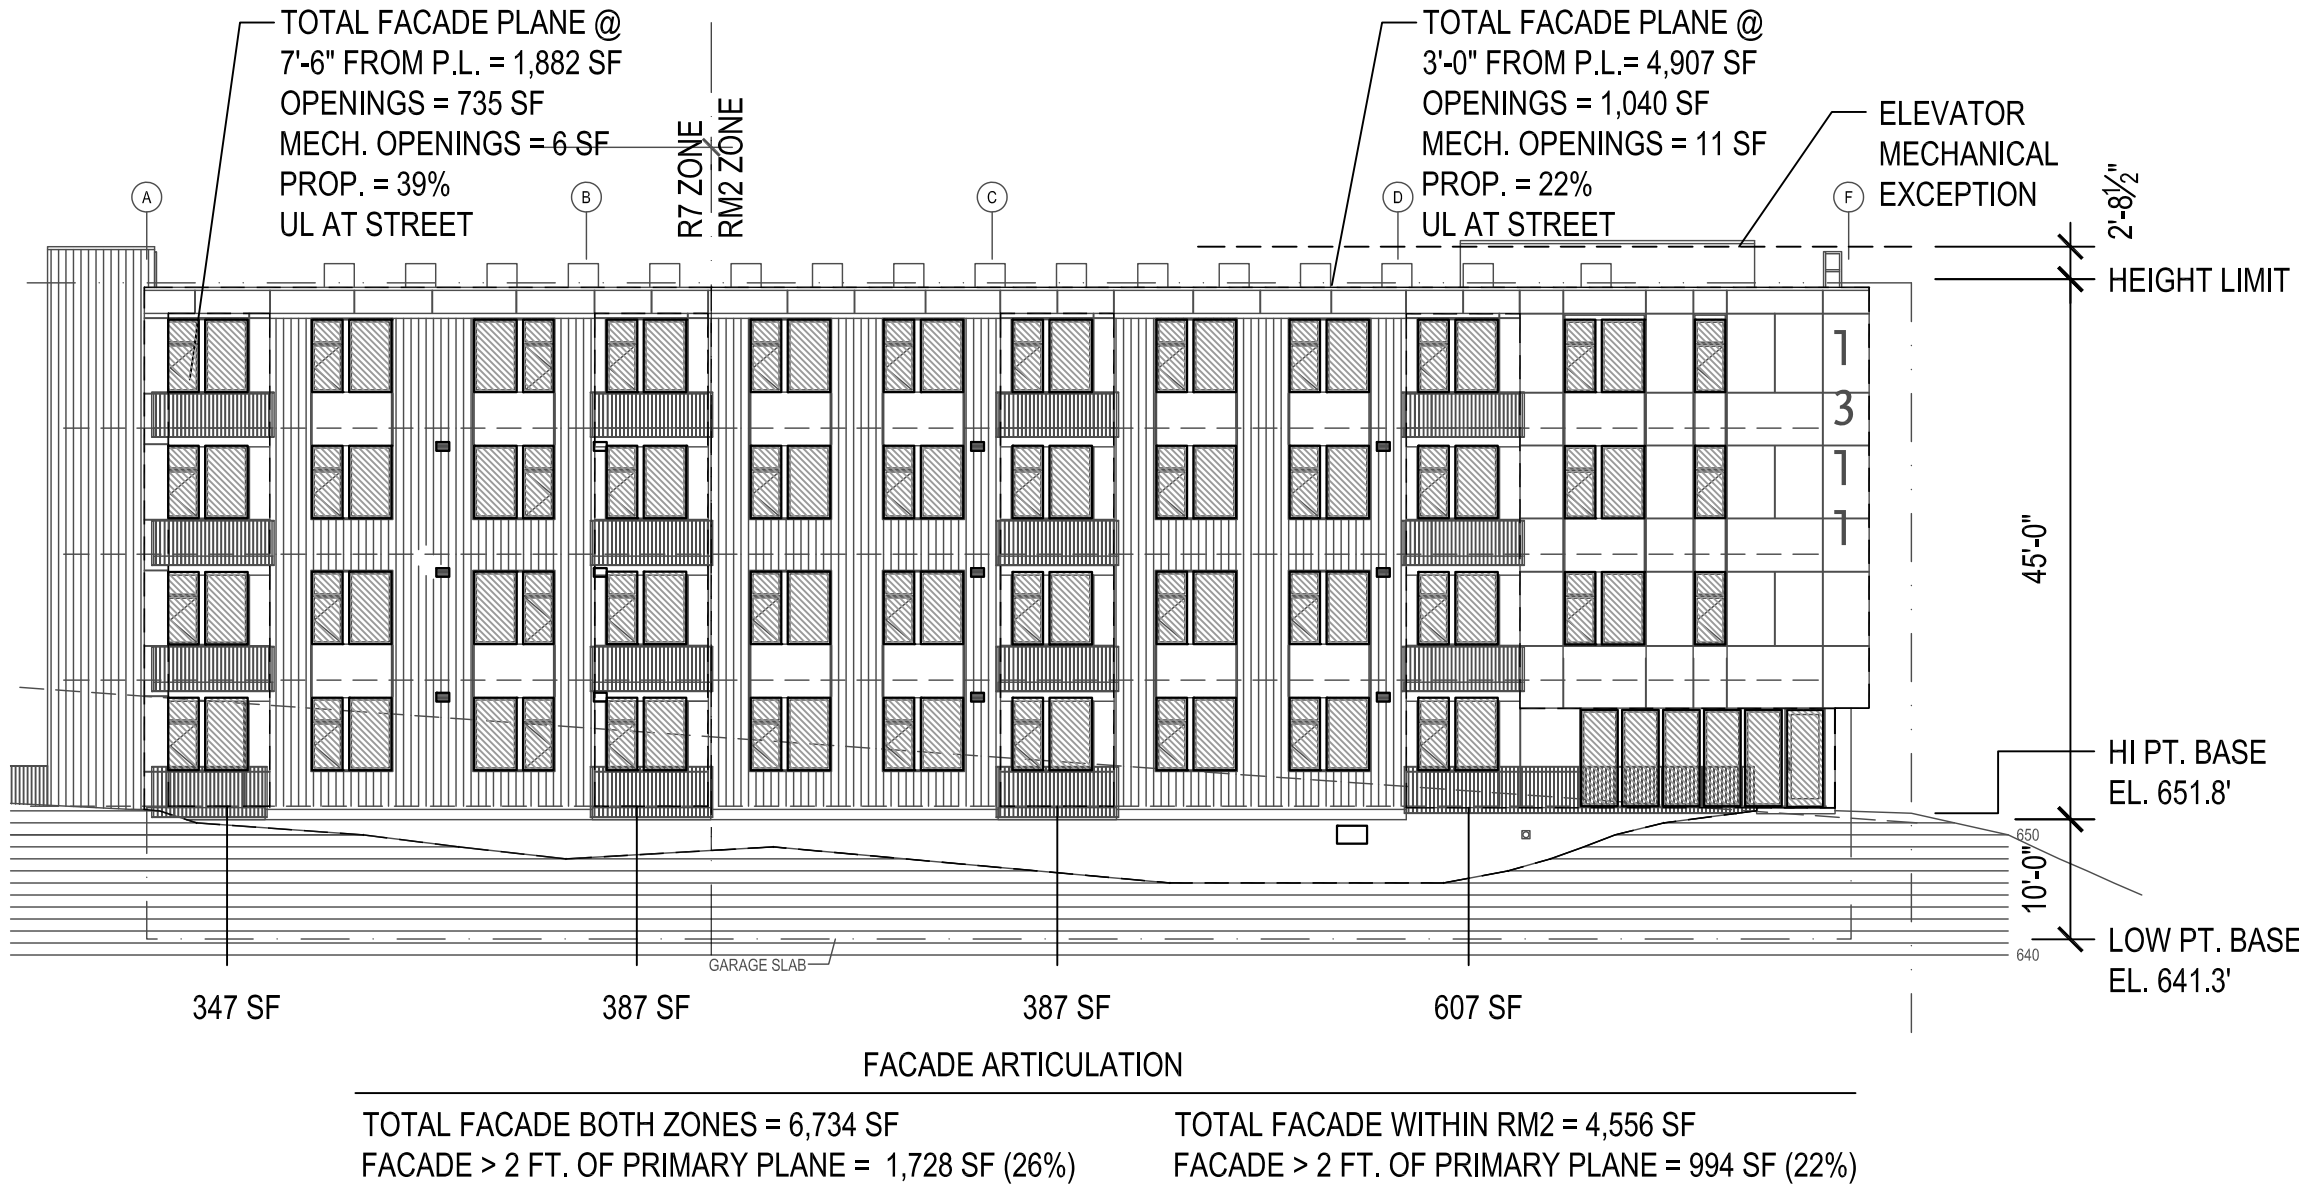 TOTAL FACADE PLANE @
7'-6" FROM P.L. = 1,882 SF
OPENINGS = 735 SF
MECH. OPENINGS = 6 SF
PROP. = 39%
UL AT STREET
R7 ZONE
RM2 ZONE
TOTAL FACADE PLANE @
3'-0" FROM P.L.= 4,907 SF
OPENINGS = 1,040 SF
MECH. OPENINGS = 11 SF
PROP. = 22%
UL AT STREET
ELEVATOR
MECHANICAL
EXCEPTION
A
B
C
D
F
2'-8½"
HEIGHT LIMIT
1
3
1
1
45'-0"
HI PT. BASE
EL. 651.8'
650
10'-0"
LOW PT. BASE
EL. 641.3'
640
GARAGE SLAB
347 SF
387 SF
387 SF
607 SF
FACADE ARTICULATION
TOTAL FACADE BOTH ZONES = 6,734 SF
FACADE > 2 FT. OF PRIMARY PLANE = 1,728 SF (26%)
TOTAL FACADE WITHIN RM2 = 4,556 SF
FACADE > 2 FT. OF PRIMARY PLANE = 994 SF (22%)